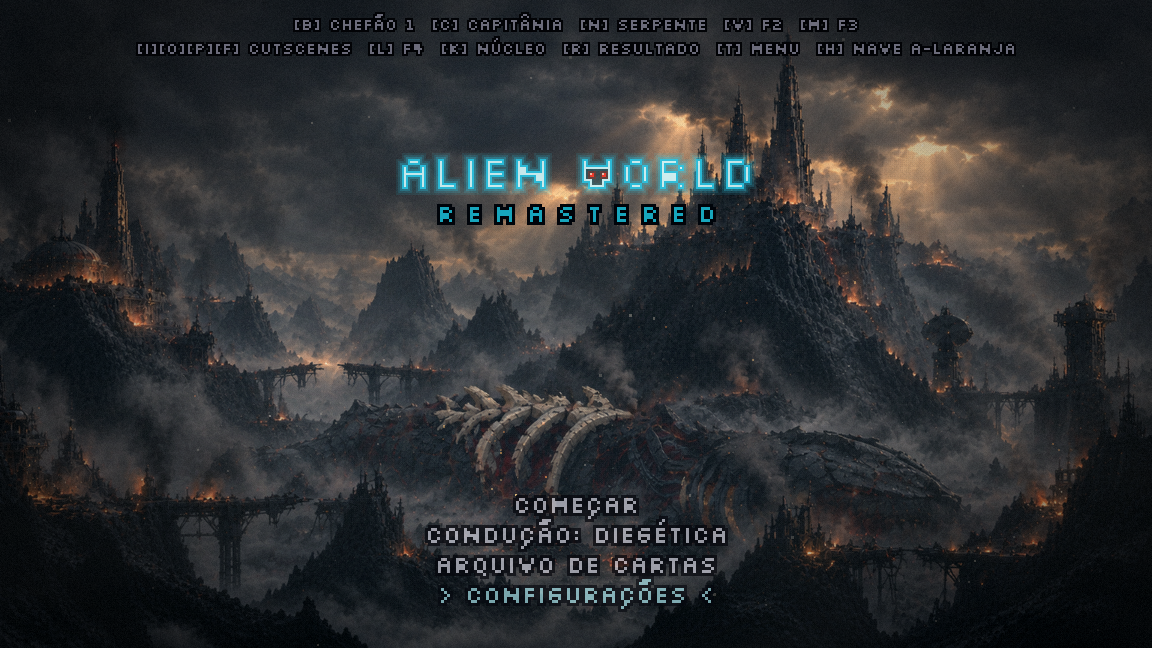 [B] CHEFÃO 1 [C] CAPITÂNIA [N] SERPENTE [V] F2 [M] F3
[I][O][P][F] CUTSCENES [L] F4 [K] NÚCLEO [R] RESULTADO [T] MENU [H] NAVE A-LARANJA
ALIEN WORLD
REMASTERED
COMEÇAR
CONDUÇÃO: DIEGÉTICA
ARQUIVO DE CARTAS
> CONFIGURAÇÕES <